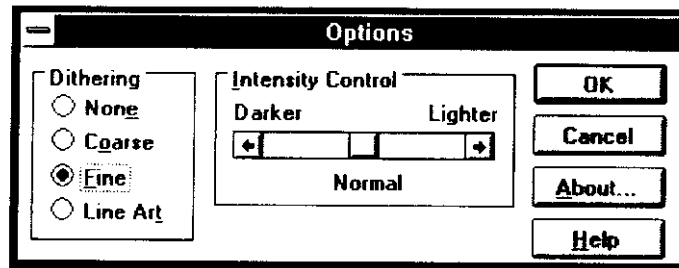 Options
Dithering
None
Coarse
Fine
Line Art
Intensity Control
Darker Lighter
Normal
OK
Cancel
About...
Help